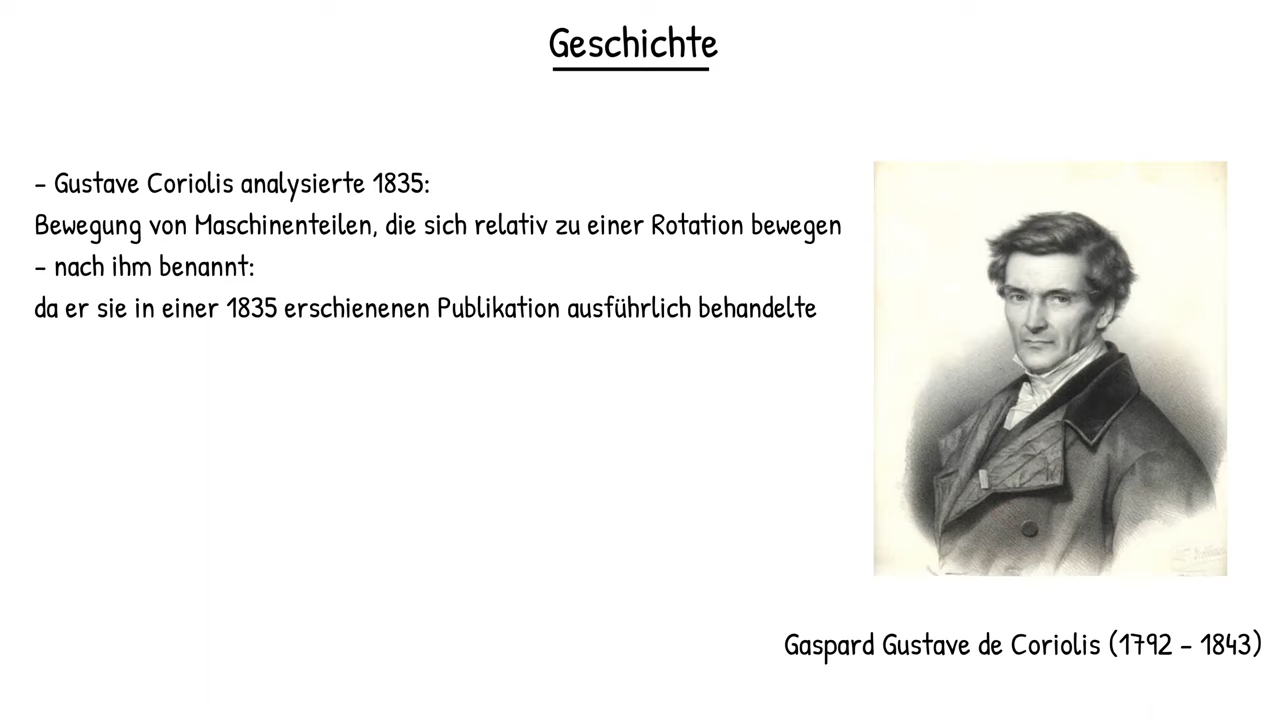 Geschichte
- Gustave Coriolis analysierte 1835:
Bewegung von Maschinenteilen, die sich relativ zu einer Rotation bewegen
- nach ihm benannt:
da er sie in einer 1835 erschienenen Publikation ausführlich behandelte
Gaspard Gustave de Coriolis (1792 - 1843)